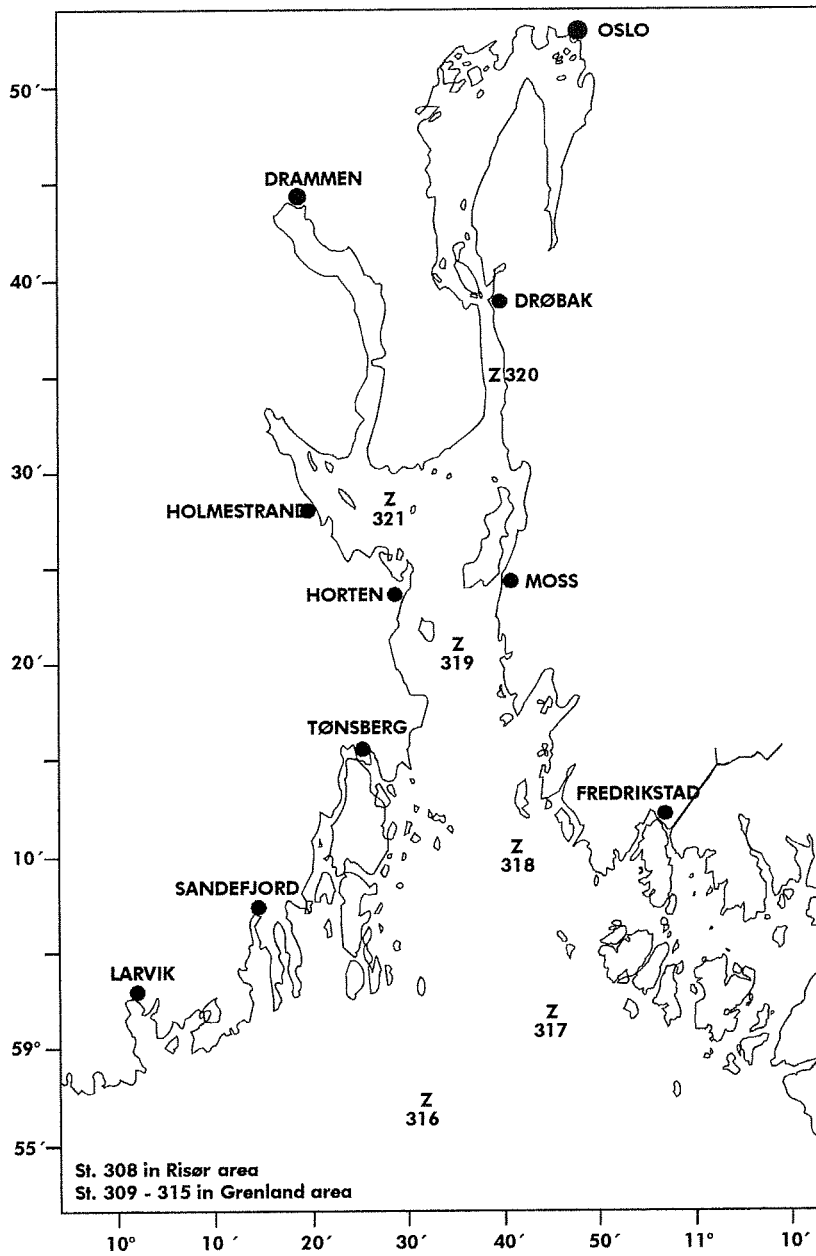 OSLO
50´
DRAMMEN
40´
DRØBAK
Z 320
30´
Z
321
HOLMESTRAND
MOSS
HORTEN
Z
319
20´
TØNSBERG
FREDRIKSTAD
Z
318
10´
SANDEFJORD
LARVIK
Z
317
59°
Z
316
55´
St. 308 in Risør area
St. 309 - 315 in Grenland area
10° 10´ 20´ 30´ 40´ 50´ 11° 10´